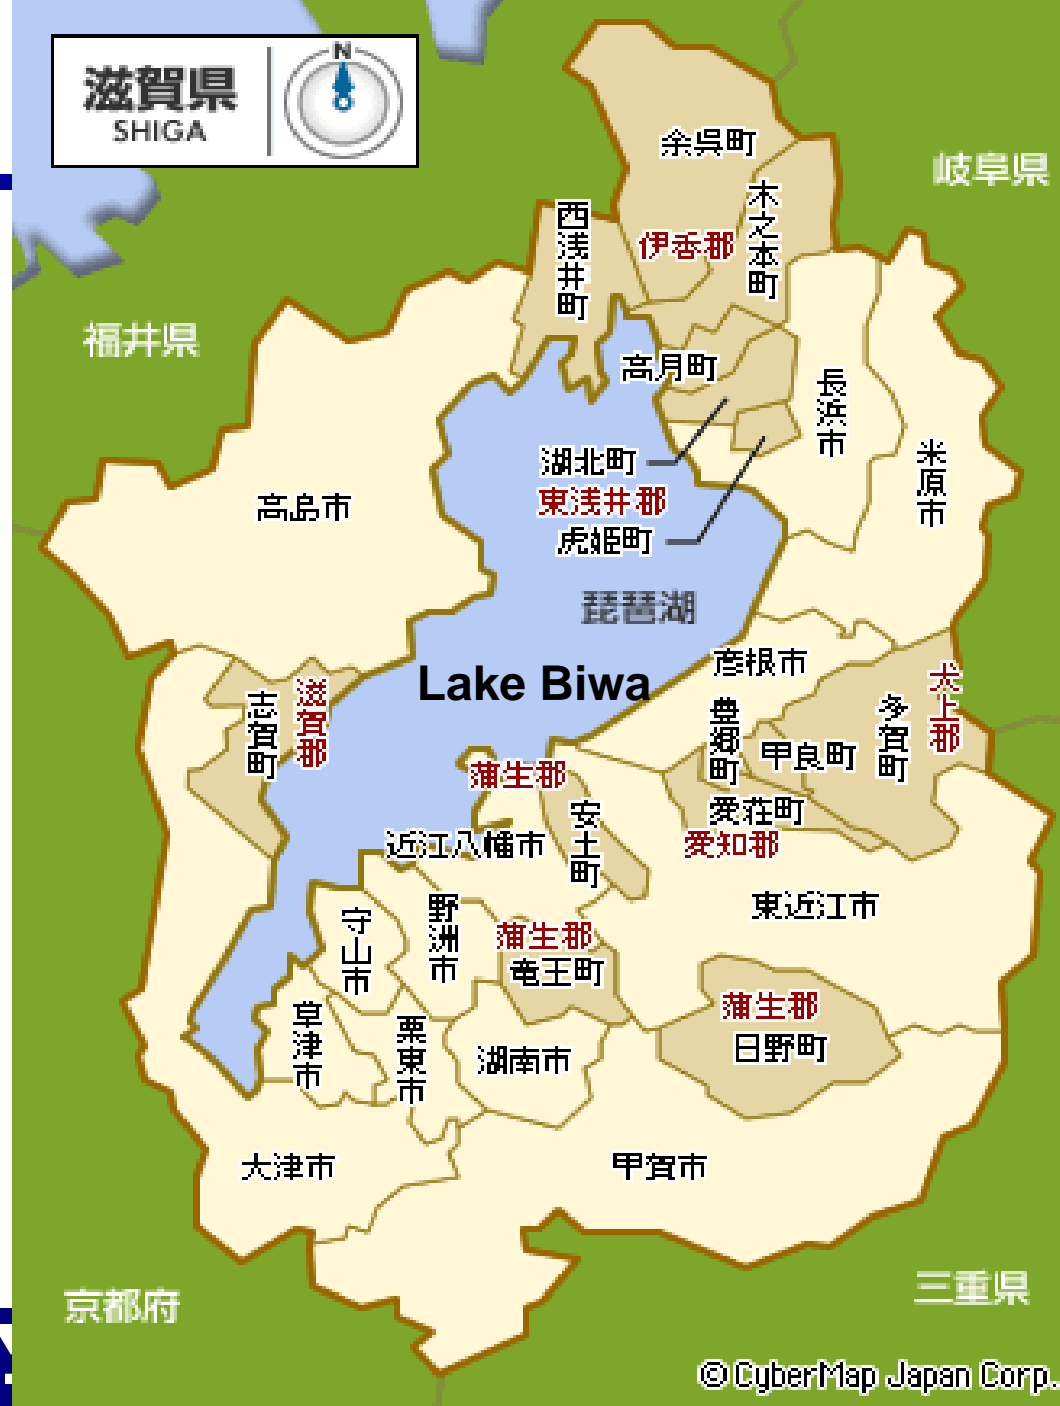 滋賀県
SHIGA
N
余呉町
岐阜県
木之本町
西浅井町
伊香郡
福井県
高月町
長浜市
米原市
湖北町
高島市
東浅井郡
虎姫町
琵琶湖
彦根市
Lake Biwa
犬上郡
滋賀郡
志賀町
多賀町
豊郷町
甲良町
蒲生郡
安土町
愛荘町
近江八幡市
愛知郡
東近江市
野洲市
守山市
蒲生郡
竜王町
蒲生郡
草津市
栗東市
湖南市
日野町
大津市
甲賀市
三重県
京都府
© CyberMap Japan Corp.